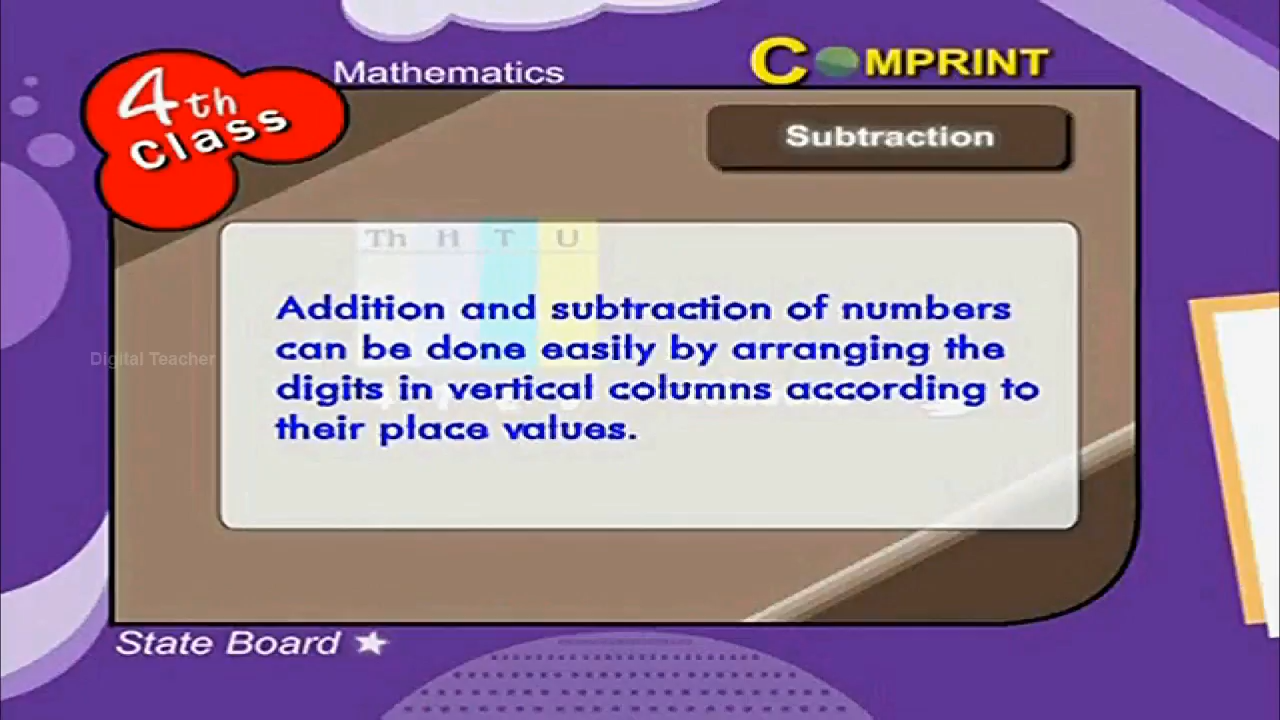 Mathematics
COMPRINT
4th
Class
Subtraction
Th H T U
Addition and subtraction of numbers
can be done easily by arranging the
digits in vertical columns according to
their place values.
Digital Teacher
State Board